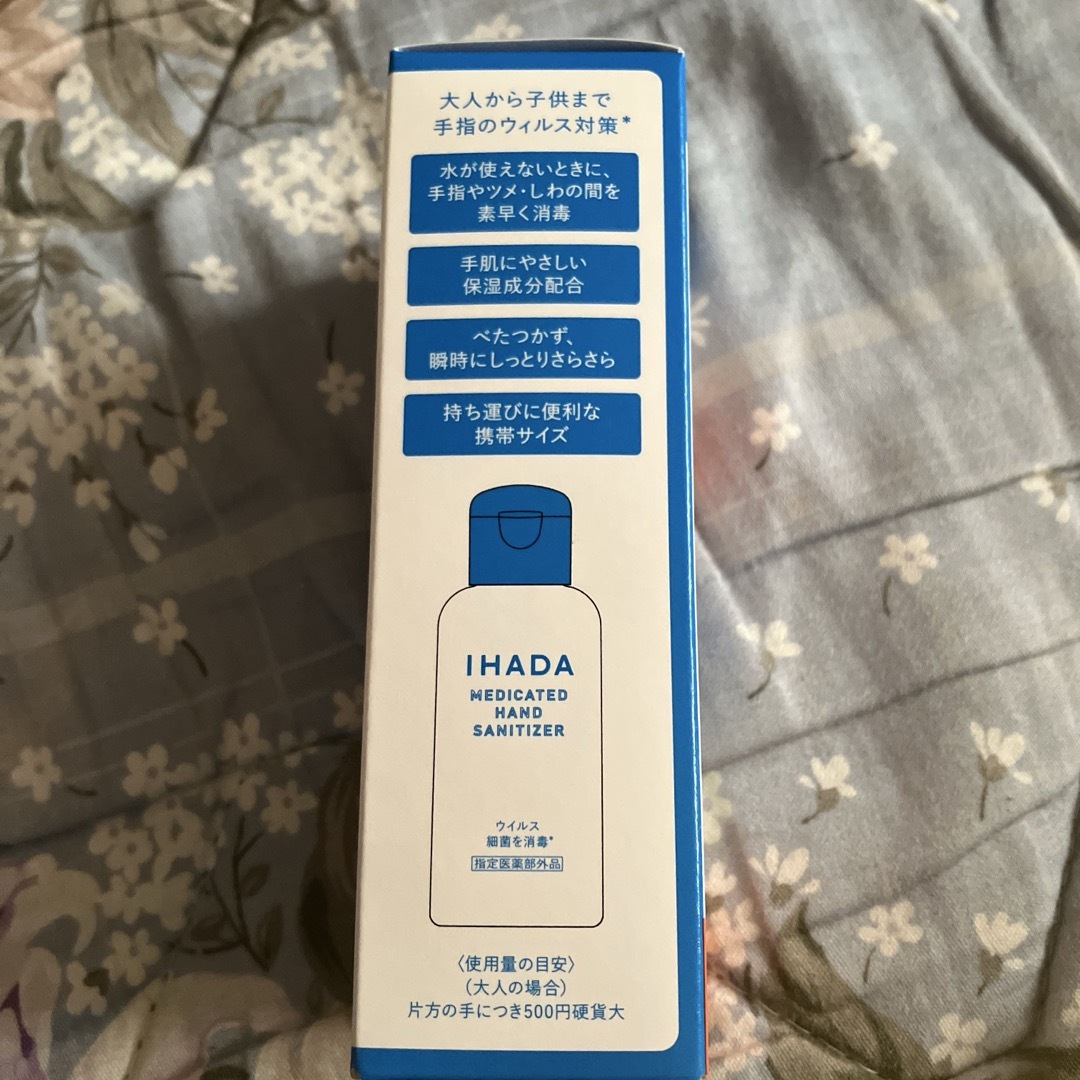 大人から子供まで
手指のウィルス対策*
水が使えないときに、
手指やツメ・しわの間を
素早く消毒
手肌にやさしい
保湿成分配合
べたつかず、
瞬時にしっとりさらさら
持ち運びに便利な
携帯サイズ
IHADA
MEDICATED
HAND
SANITIZER
ウイルス
細菌を消毒*
指定医薬部外品
〈使用量の目安〉
(大人の場合)
片方の手につき500円硬貨大